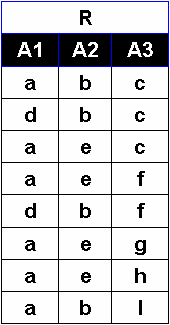 R
A1 A2 A3
a b c
d b c
a e c
a e f
d b f
a e g
a e h
a b l